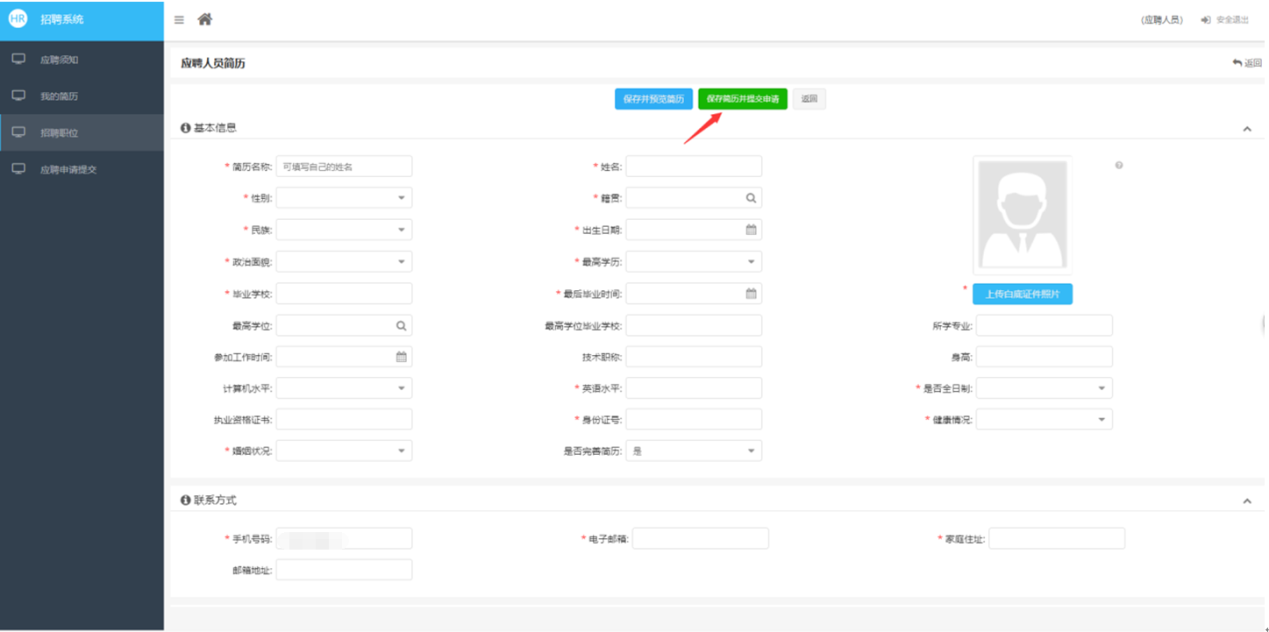 HR 招聘系统
(应聘人员) 安全退出
应聘须知
我的简历
招聘职位
应聘申请提交
应聘人员简历 返回
保存并预览简历 保存简历并提交申请 返回
基本信息
* 简历名称: 可填写自己的姓名 * 姓名:
* 性别: * 籍贯:
* 民族: * 出生日期:
* 政治面貌: * 最高学历:
* 毕业学校: * 最后毕业时间: * 上传白底证件照片
最高学位: 最高学位毕业学校: 所学专业:
参加工作时间: 技术职称: 身高:
计算机水平: * 英语水平: * 是否全日制:
执业资格证书: * 身份证号: * 健康情况:
* 婚姻状况: 是否完善简历: 是
联系方式
* 手机号码: * 电子邮箱: * 家庭住址:
邮箱地址: